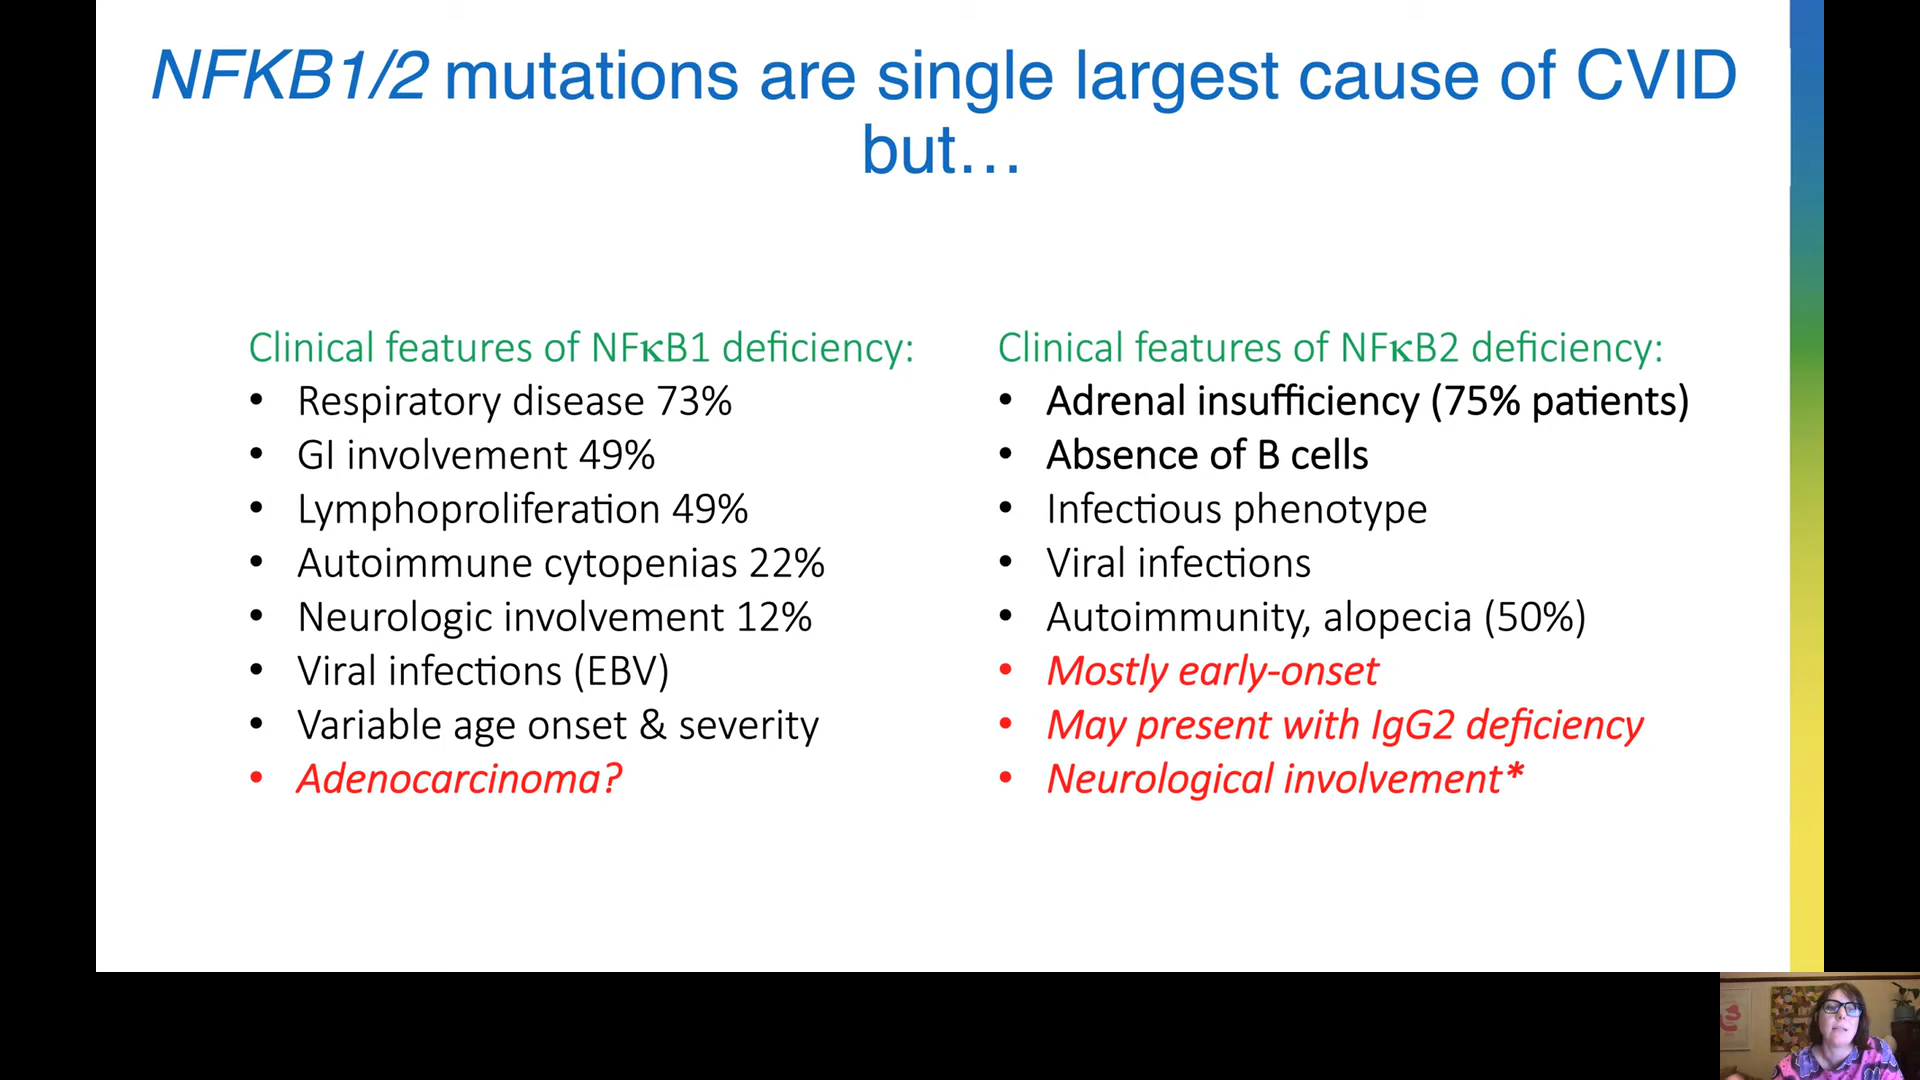 NFKB1/2 mutations are single largest cause of CVID
but…
Clinical features of NFκB1 deficiency:
• Respiratory disease 73%
• GI involvement 49%
• Lymphoproliferation 49%
• Autoimmune cytopenias 22%
• Neurologic involvement 12%
• Viral infections (EBV)
• Variable age onset & severity
• Adenocarcinoma?
Clinical features of NFκB2 deficiency:
• Adrenal insufficiency (75% patients)
• Absence of B cells
• Infectious phenotype
• Viral infections
• Autoimmunity, alopecia (50%)
• Mostly early-onset
• May present with IgG2 deficiency
• Neurological involvement*